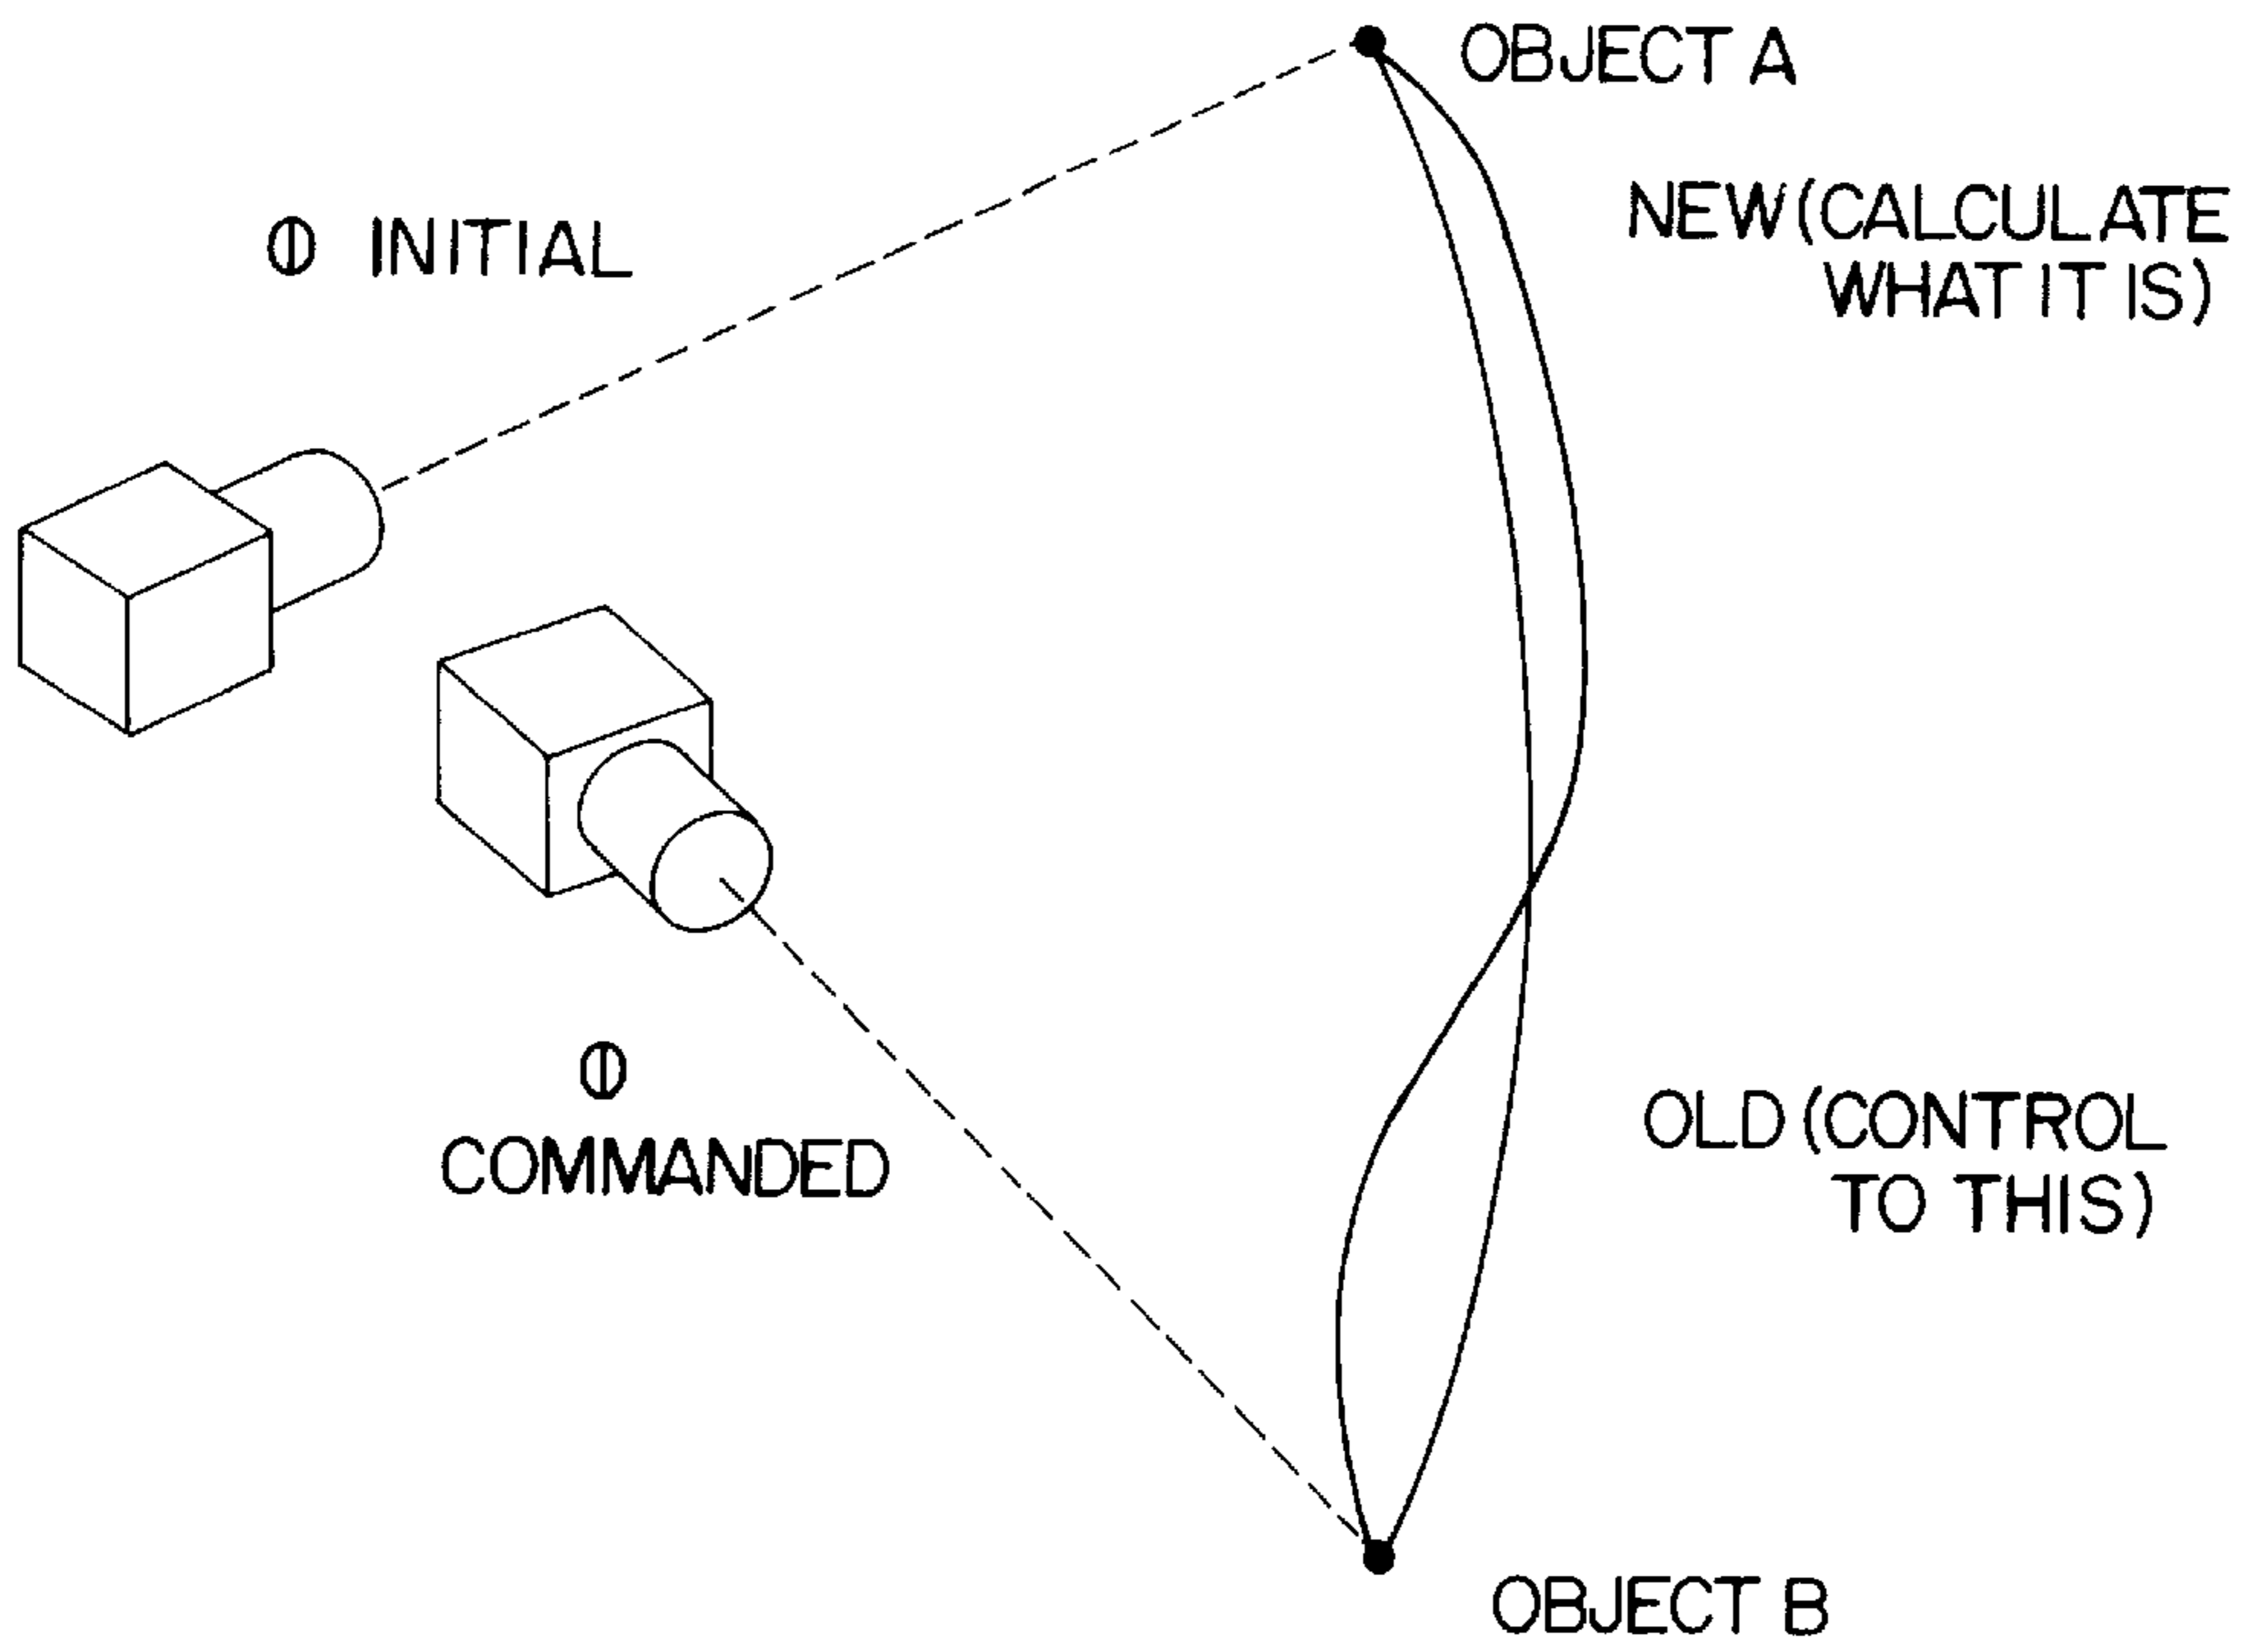 OBJECT A
NEW (CALCULATE
WHAT IT IS)
Φ INITIAL
Φ
COMMANDED
OLD (CONTROL
TO THIS)
OBJECT B